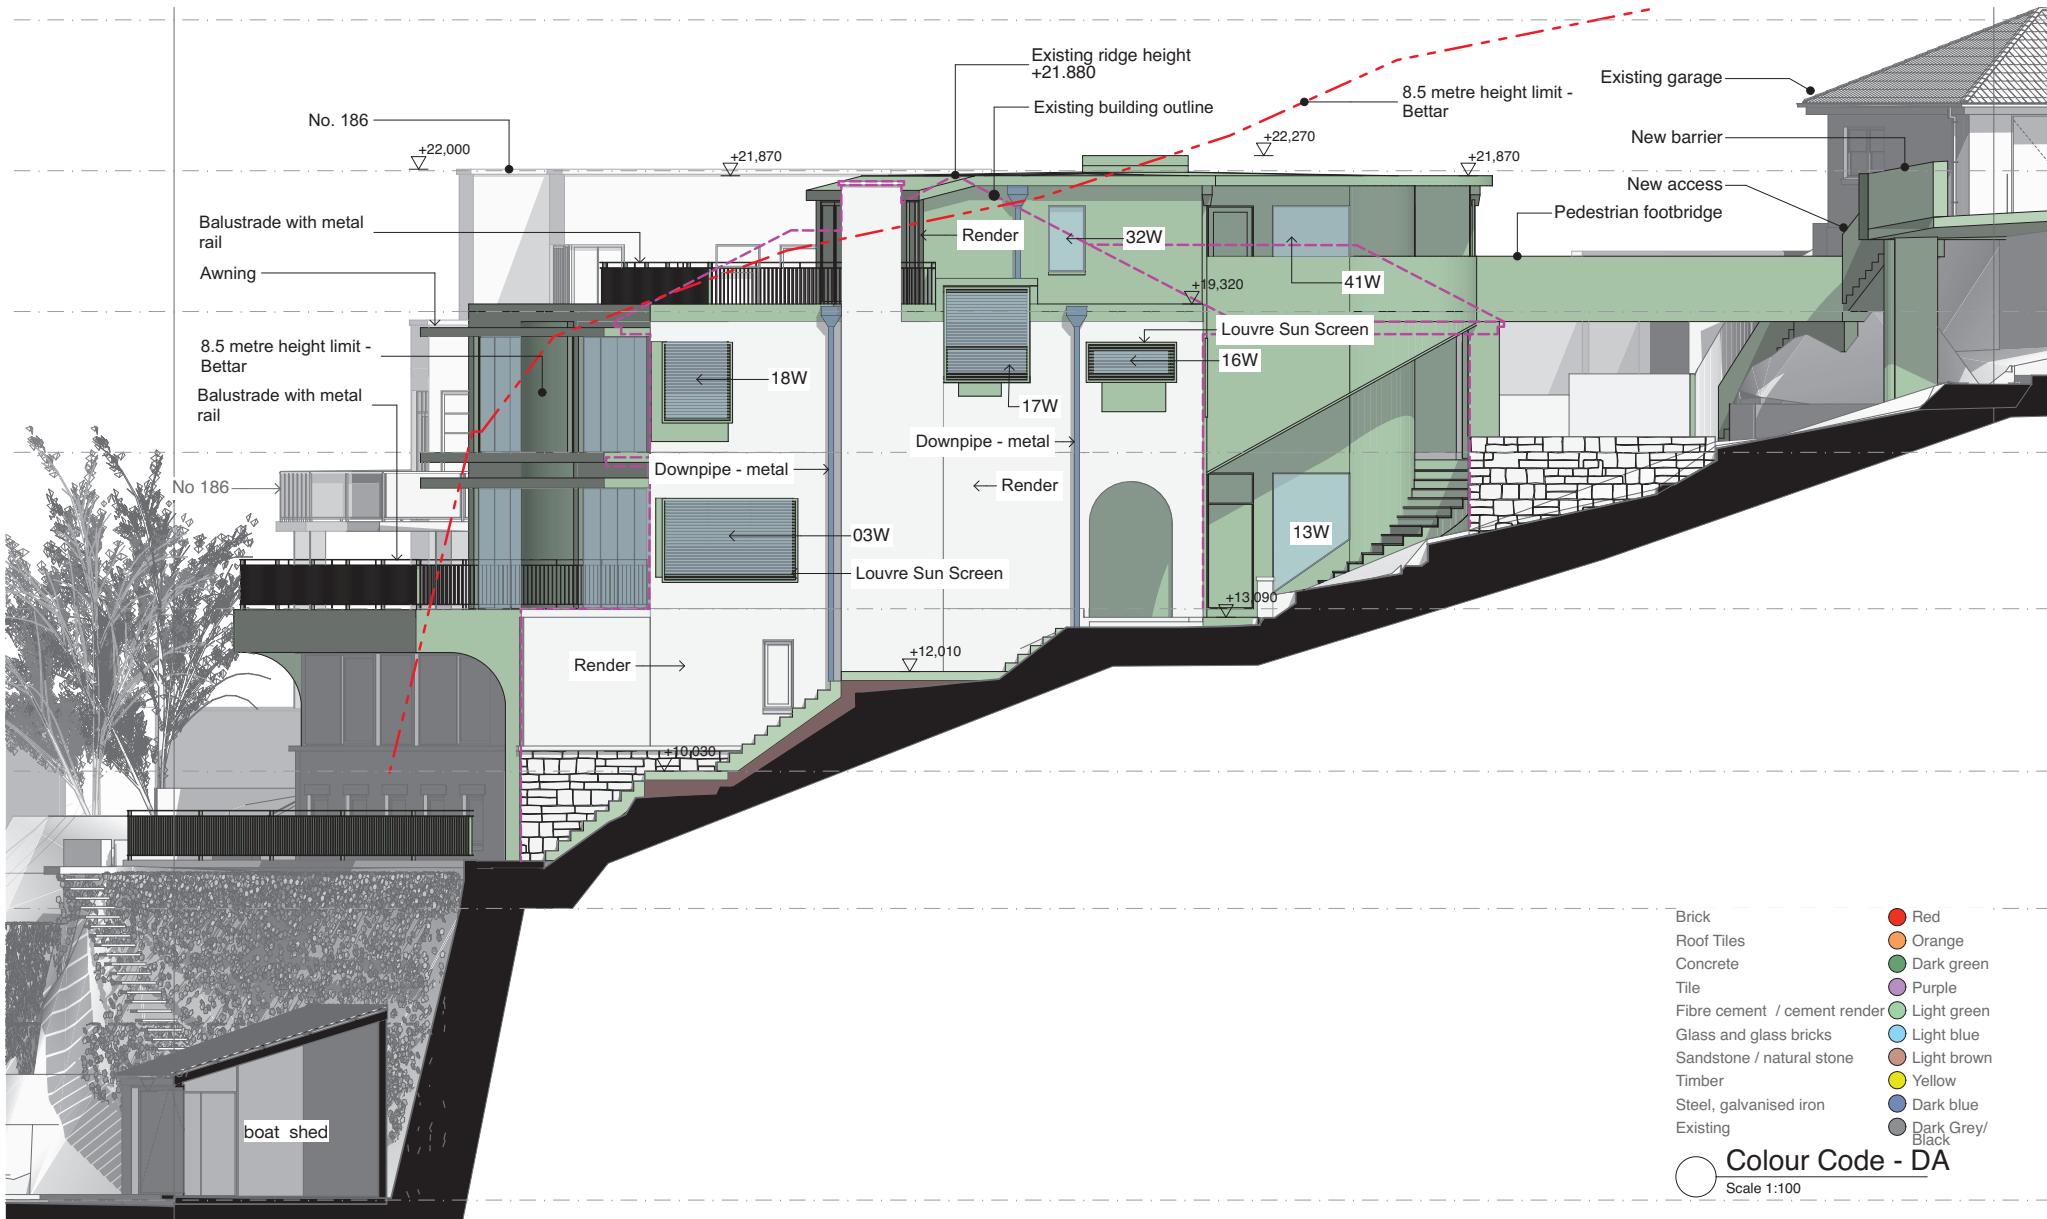 Existing ridge height
+21.880
Existing building outline
8.5 metre height limit -
Bettar
Existing garage
No. 186
+22,000
+21,870
+22,270
+21,870
New barrier
New access
Pedestrian footbridge
Balustrade with metal
rail
Render
32W
Awning
41W
+19,320
Louvre Sun Screen
8.5 metre height limit -
Bettar
16W
18W
Balustrade with metal
rail
17W
Downpipe - metal
Downpipe - metal
No 186
Render
03W
13W
Louvre Sun Screen
+13,090
+12,010
Render
+10,030
boat shed
Brick Red
Roof Tiles Orange
Concrete Dark green
Tile Purple
Fibre cement / cement render Light green
Glass and glass bricks Light blue
Sandstone / natural stone Light brown
Timber Yellow
Steel, galvanised iron Dark blue
Existing Dark Grey/
Black
Colour Code - DA
Scale 1:100